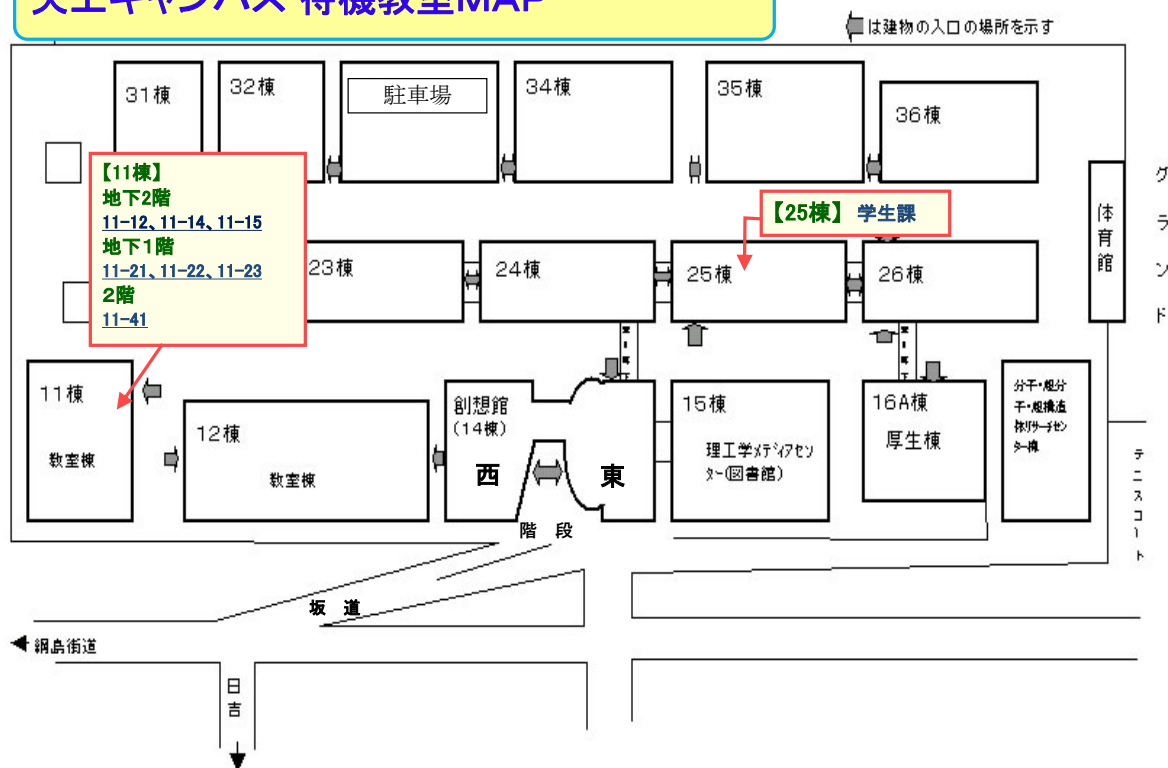 矢上キャンパス 待機教室MAP
は建物の入口の場所を示す
31棟
32棟
駐車場
34棟
35棟
36棟
【11棟】
地下2階
11-12、11-14、11-15
地下1階
11-21、11-22、11-23
2階
11-41
【25棟】 学生課
体育館
グランド
23棟
24棟
25棟
26棟
11棟
教室棟
12棟
教室棟
創想館
(14棟)
西
東
15棟
理工学メディアセン
ター(図書館)
16A棟
厚生棟
分子・超分
子・超構造
体リサーチセン
ター棟
テニスコート
階 段
坂 道
綱島街道
日吉